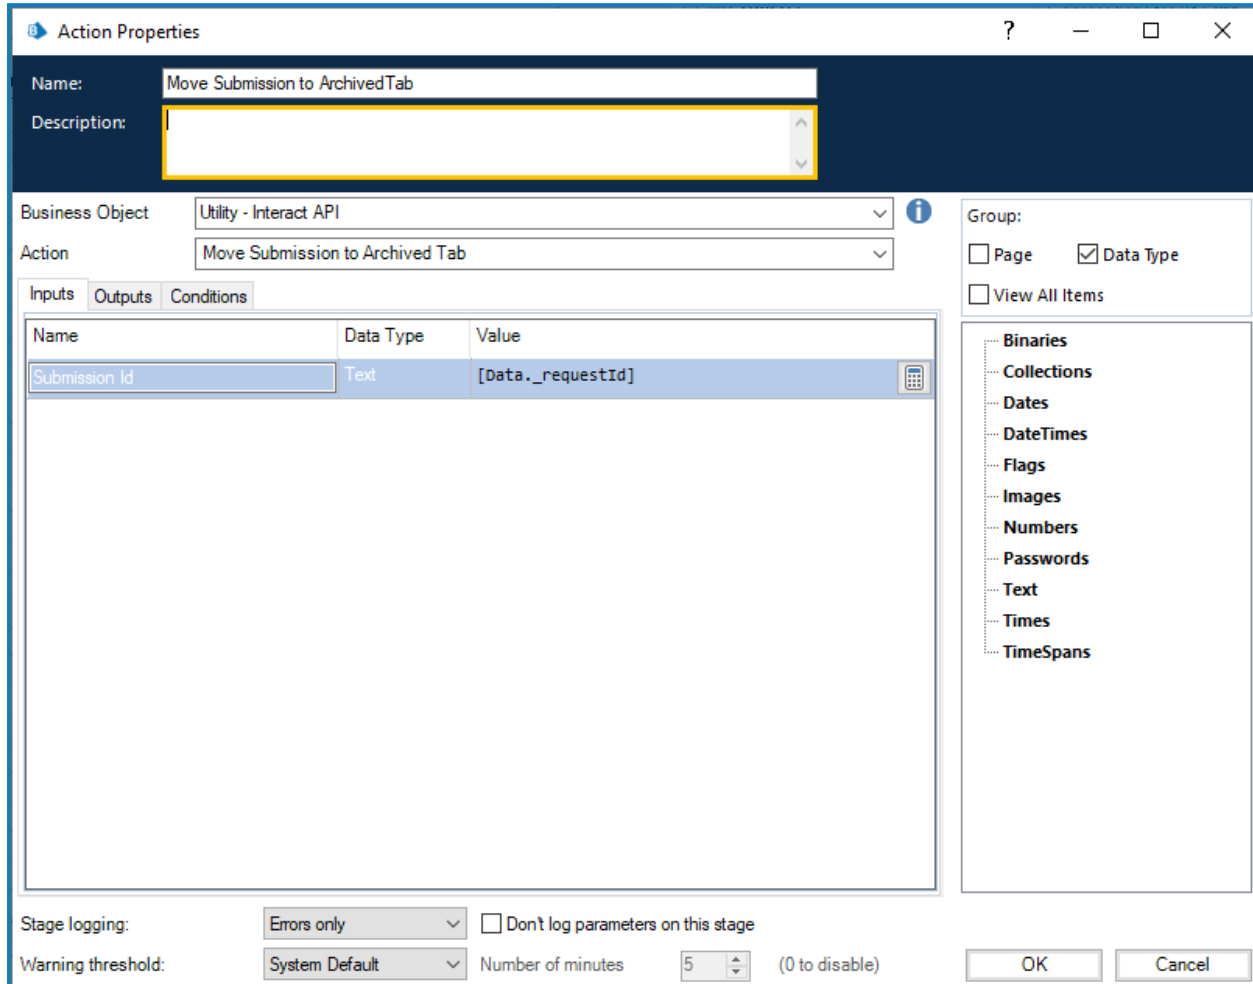 Action Properties
?
Name:
Move Submission to ArchivedTab
Description:
Business Object
Utility - Interact API
Action
Move Submission to Archived Tab
Inputs
Outputs
Conditions
Name
Data Type
Value
Submission Id
Text
[Data._requestId]
Group:
Page
Data Type
View All Items
Binaries
Collections
Dates
DateTimes
Flags
Images
Numbers
Passwords
Text
Times
TimeSpans
Stage logging:
Errors only
Don't log parameters on this stage
Warning threshold:
System Default
Number of minutes
5
(0 to disable)
OK
Cancel